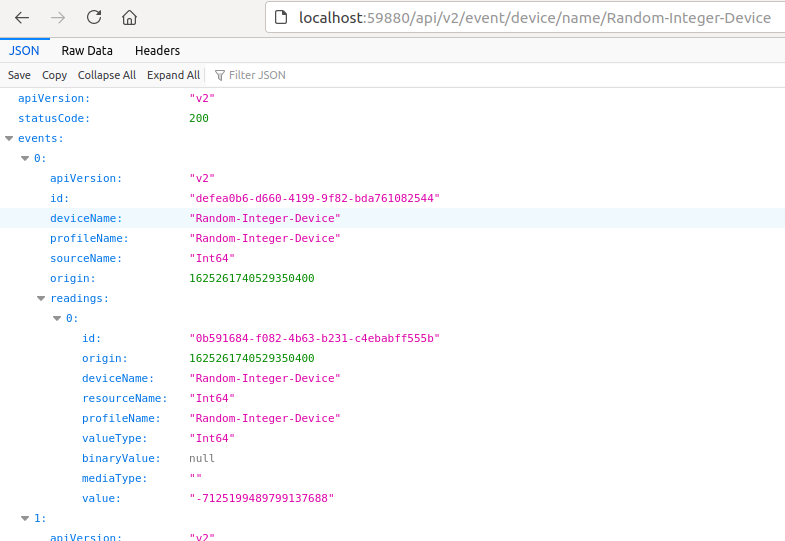 localhost:59880/api/v2/event/device/name/Random-Integer-Device
JSON Raw Data Headers
Save Copy Collapse All Expand All Filter JSON
apiVersion: "v2"
statusCode: 200
events:
0:
apiVersion: "v2"
id: "defea0b6-d660-4199-9f82-bda761082544"
deviceName: "Random-Integer-Device"
profileName: "Random-Integer-Device"
sourceName: "Int64"
origin: 1625261740529350400
readings:
0:
id: "0b591684-f082-4b63-b231-c4ebabff555b"
origin: 1625261740529350400
deviceName: "Random-Integer-Device"
resourceName: "Int64"
profileName: "Random-Integer-Device"
valueType: "Int64"
binaryValue: null
mediaType: ""
value: "-7125199489799137688"
1:
apiVersion: "v2"